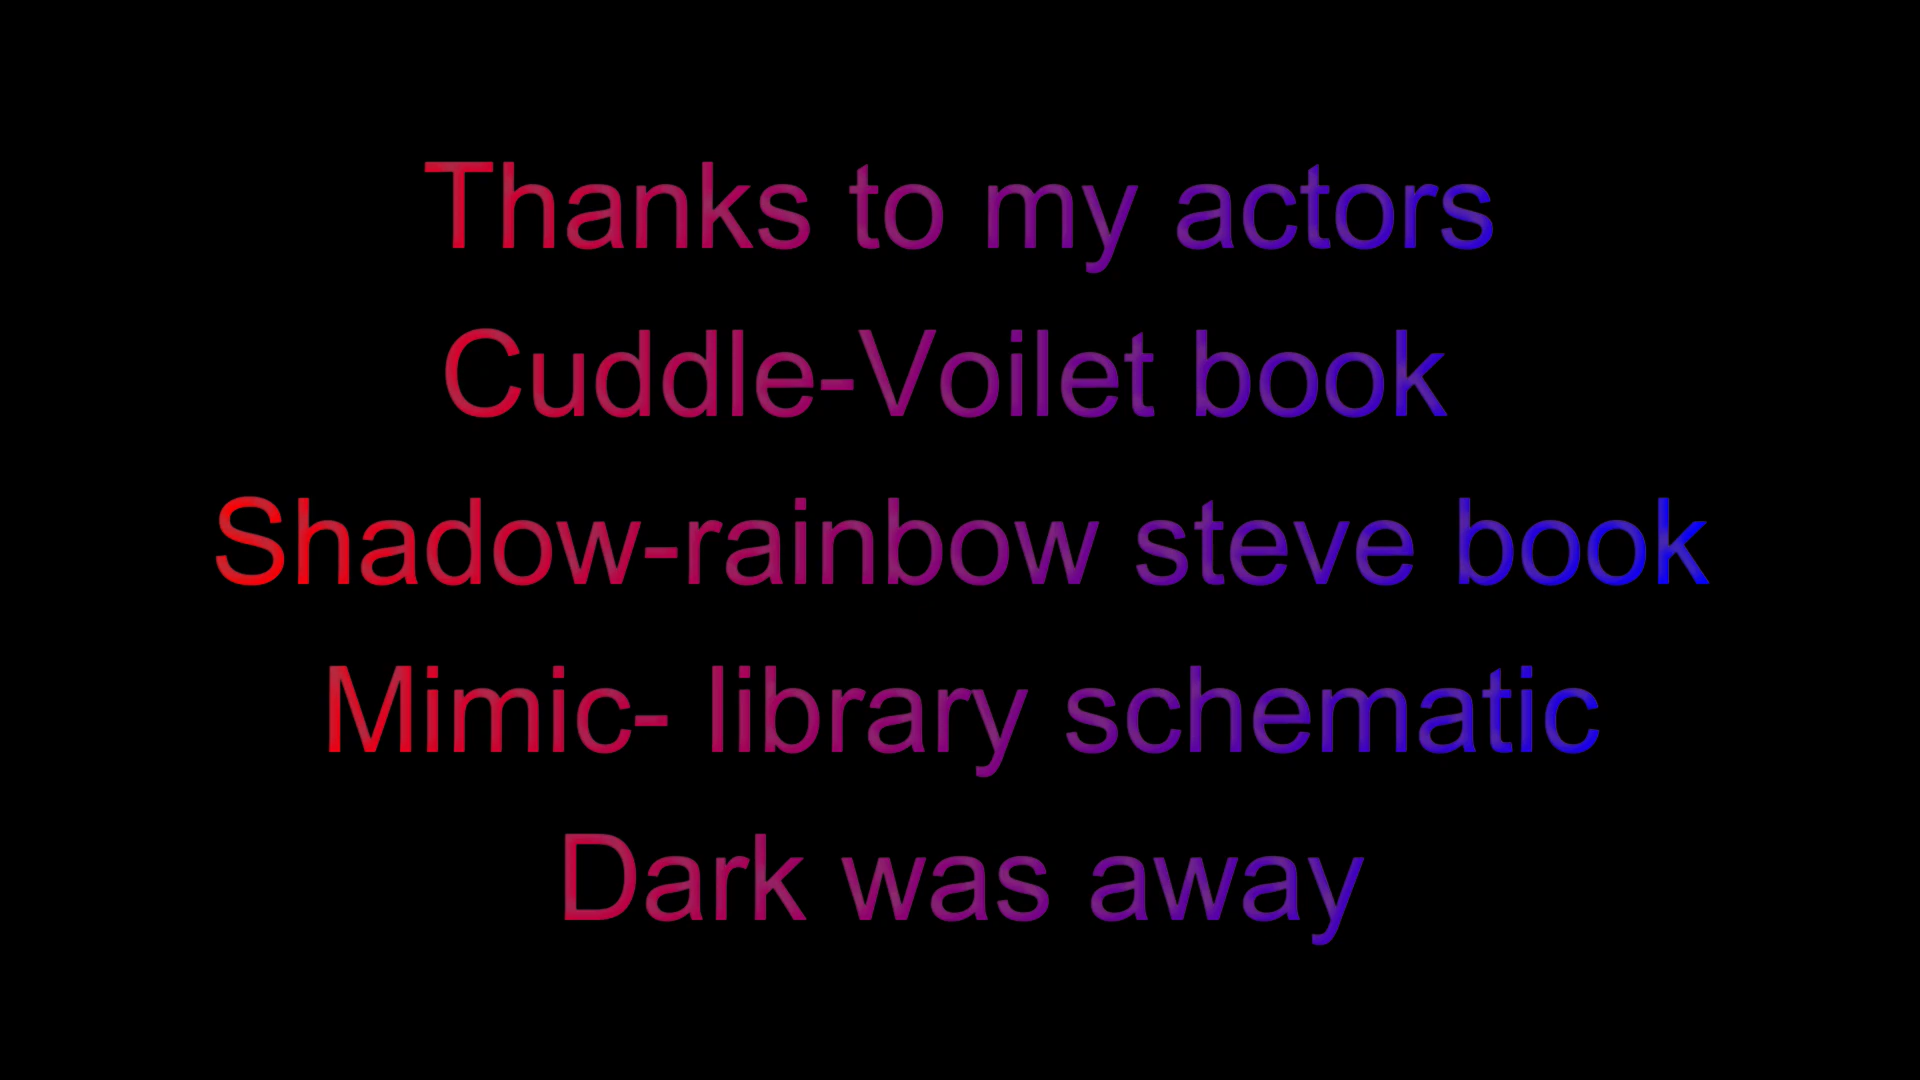 Thanks to my actors
Cuddle-Voilet book
Shadow-rainbow steve book
Mimic- library schematic
Dark was away